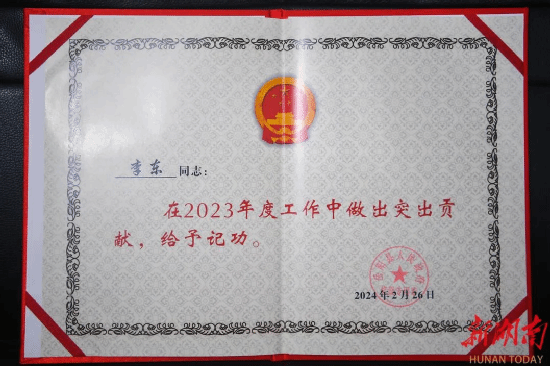 李东 同志：
在2023年度工作中做出突出贡
献，给予记功。
2024年2月26日
新湖南
HUNAN TODAY